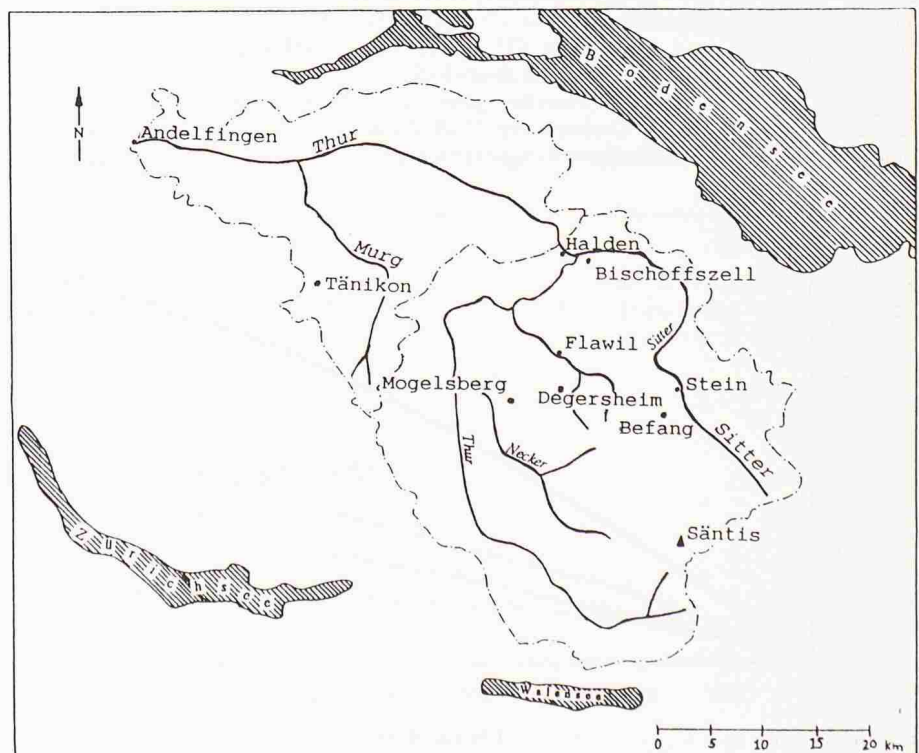 Bodensee
N
Andelfingen
Thur
Halden
Murg
Bischoffszell
Tänikon
Sitter
Flawil
Mogelsberg
Degersheim
Stein
Befang
Sitter
Thur
Necker
Säntis
Zürichsee
Walensee
0 5 10 15 20 km